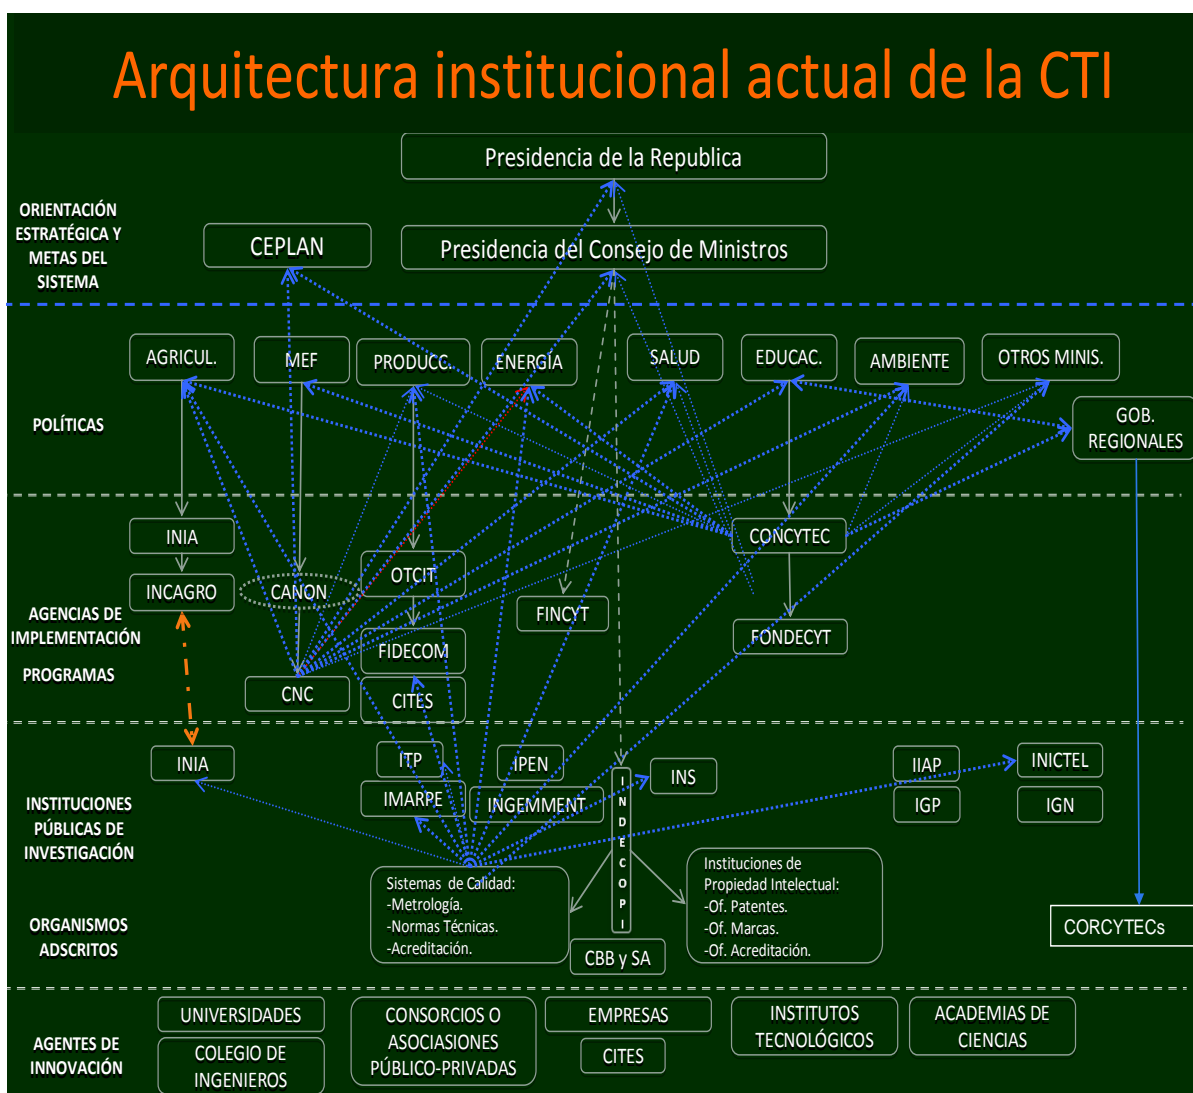 Arquitectura institucional actual de la CTI
Presidencia de la Republica
ORIENTACIÓN
ESTRATÉGICA Y
METAS DEL
SISTEMA
CEPLAN
Presidencia del Consejo de Ministros
AGRICUL.
MEF
PRODUCC.
ENERGÍA
SALUD
EDUCAC.
AMBIENTE
OTROS MINIS.
POLÍTICAS
GOB.
REGIONALES
INIA
CONCYTEC
INCAGRO
CANON
OTCIT
FINCYT
AGENCIAS DE
IMPLEMENTACIÓN
PROGRAMAS
FONDECYT
FIDECOM
CNC
CITES
INIA
ITP
IPEN
INS
IIAP
INICTEL
IMARPE
INGEMMENT
IGP
IGN
INSTITUCIONES
PÚBLICAS DE
INVESTIGACIÓN
INDECOPI
Sistemas de Calidad:
-Metrología.
-Normas Técnicas.
-Acreditación.
Instituciones de
Propiedad Intelectual:
-Of. Patentes.
-Of. Marcas.
-Of. Acreditación.
ORGANISMOS
ADSCRITOS
CBB y SA
CORCYTECs
AGENTES DE
INNOVACIÓN
UNIVERSIDADES
COLEGIO DE
INGENIEROS
CONSORCIOS O
ASOCIASIONES
PÚBLICO-PRIVADAS
EMPRESAS
CITES
INSTITUTOS
TECNOLÓGICOS
ACADEMIAS DE
CIENCIAS